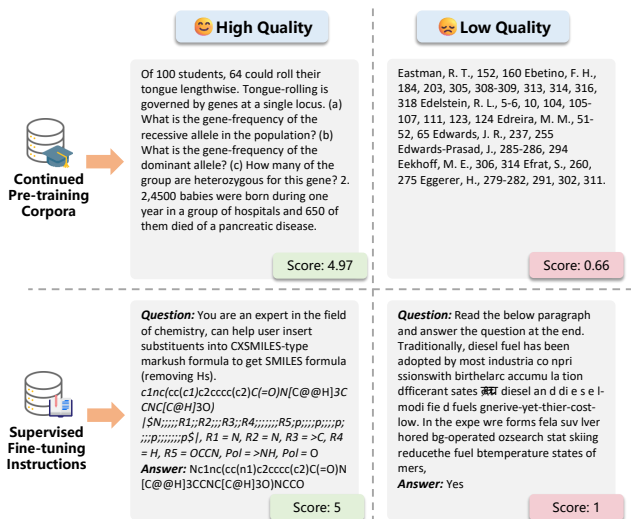 High Quality
Low Quality
Continued
Pre-training
Corpora
Of 100 students, 64 could roll their
tongue lengthwise. Tongue-rolling is
governed by genes at a single locus. (a)
What is the gene-frequency of the
recessive allele in the population? (b)
What is the gene-frequency of the
dominant allele? (c) How many of the
group are heterozygous for this gene? 2.
2,4500 babies were born during one
year in a group of hospitals and 650 of
them died of a pancreatic disease.
Score: 4.97
Eastman, R. T., 152, 160 Ebetino, F. H.,
184, 203, 305, 308-309, 313, 314, 316,
318 Edelstein, R. L., 5-6, 10, 104, 105-
107, 111, 123, 124 Edreira, M. M., 51-
52, 65 Edwards, J. R., 237, 255
Edwards-Prasad, J., 285-286, 294
Eekhoff, M. E., 306, 314 Efrat, S., 260,
275 Eggerer, H., 279-282, 291, 302, 311.
Score: 0.66
Supervised
Fine-tuning
Instructions
Question: You are an expert in the field
of chemistry, can help user insert
substituents into CXSMILES-type
markush formula to get SMILES formula
(removing Hs).
c1nc(cc(c1)c2cccc(c2)C(=O)N[C@@H]3C
CNC[C@H]3O)
|$N;;;;;R1;;R2;;;R3;;R4;;;;;;;R5;p;;;;p;;;;p;
;;;p;;;;;;;p$|, R1 = N, R2 = N, R3 = >C, R4
= H, R5 = OCCN, Pol = >NH, Pol = O
Answer: Nc1nc(cc(n1)c2cccc(c2)C(=O)N
[C@@H]3CCNC[C@H]3O)NCCO
Score: 5
Question: Read the below paragraph
and answer the question at the end.
Traditionally, diesel fuel has been
adopted by most industria co npri
ssionswith birthelarc accumu la tion
dfficerant sates diesel an d di e s e l-
modi fie d fuels gnerive-yet-thier-cost-
low. In the expe wre forms fela suv lver
hored bg-operated ozsearch stat skiing
reducethe fuel btemperature states of
mers,
Answer: Yes
Score: 1